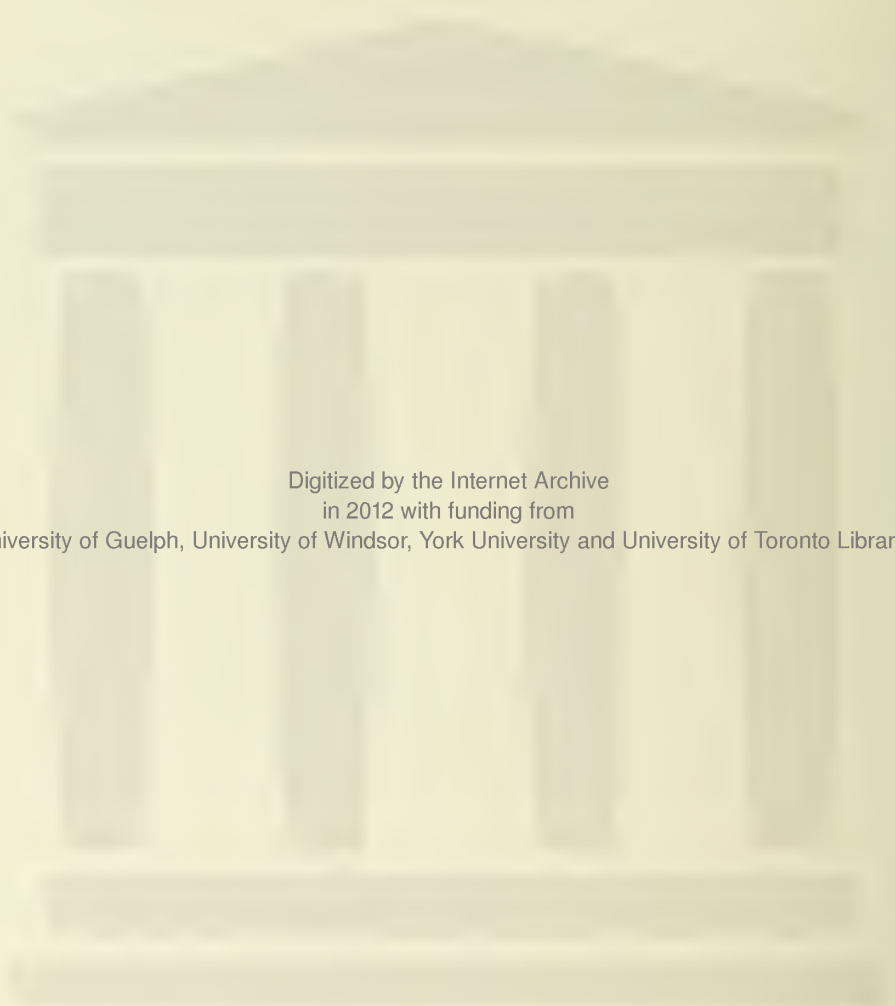 Digitized by the Internet Archive
in 2012 with funding from
iversity of Guelph, University of Windsor, York University and University of Toronto Librar